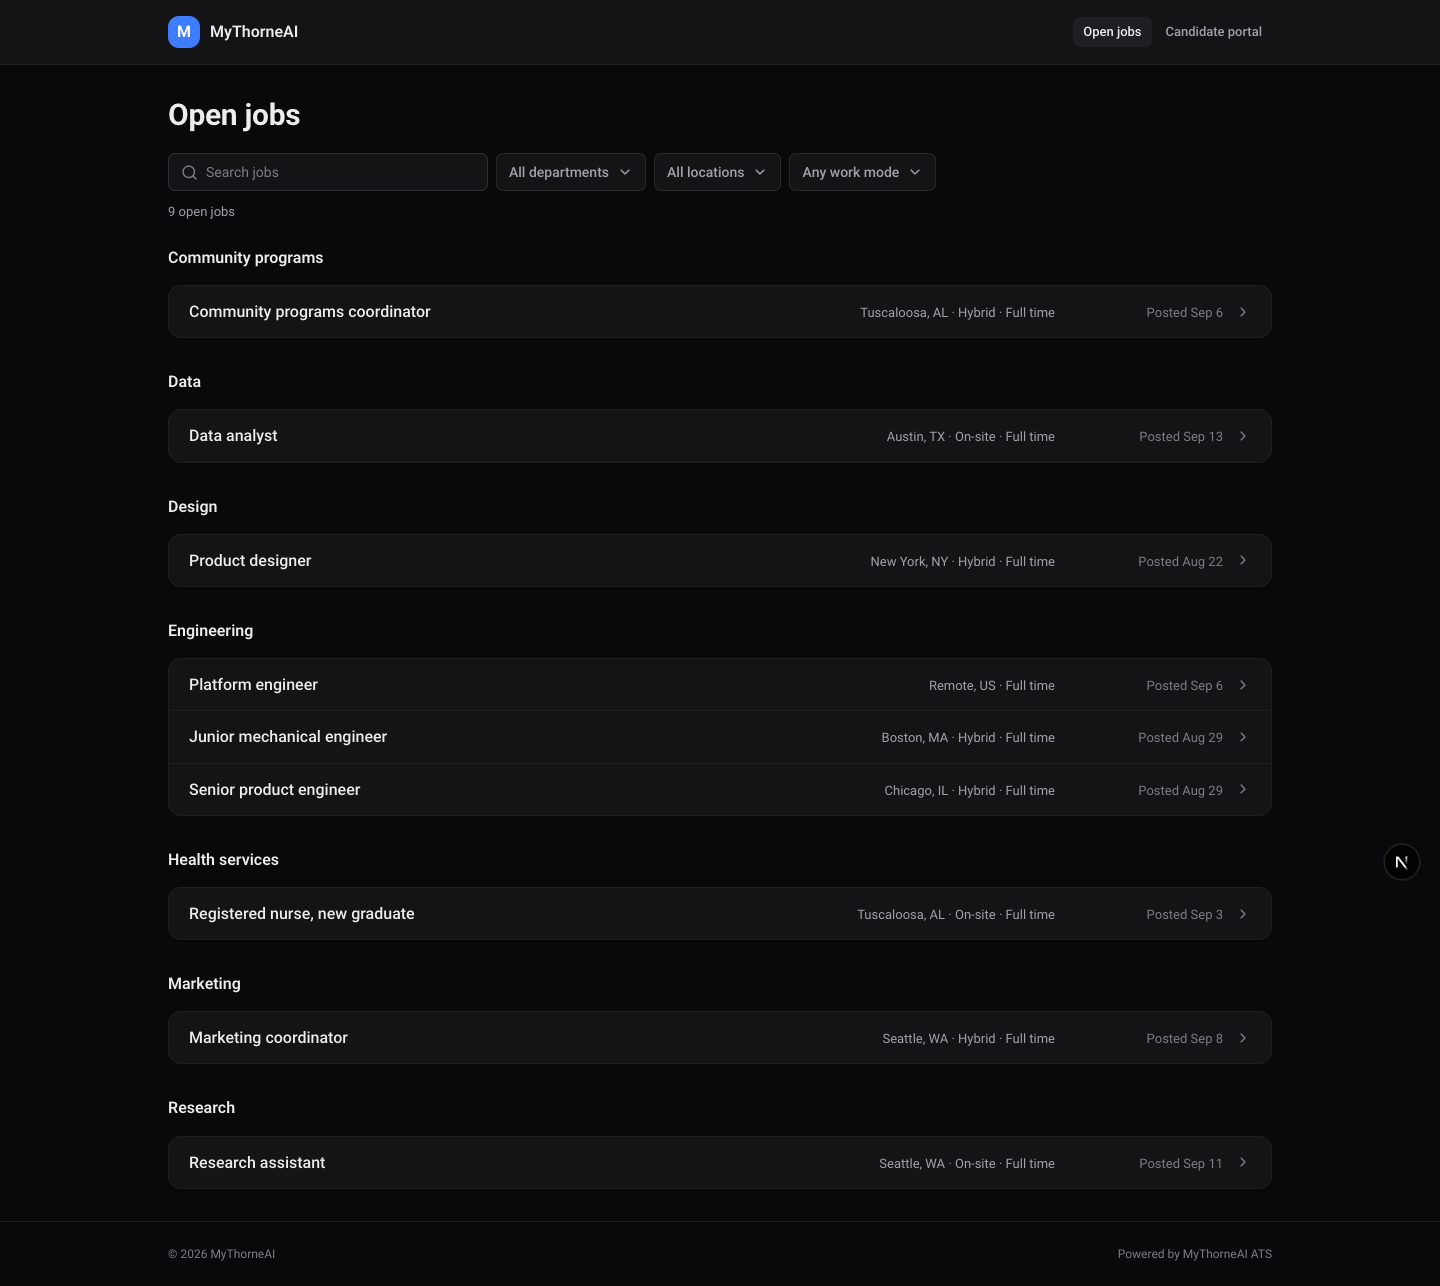 M MyThorneAI Open jobs Candidate portal
Open jobs
Search jobs All departments All locations Any work mode
9 open jobs
Community programs
Community programs coordinator Tuscaloosa, AL · Hybrid · Full time Posted Sep 6
Data
Data analyst Austin, TX · On-site · Full time Posted Sep 13
Design
Product designer New York, NY · Hybrid · Full time Posted Aug 22
Engineering
Platform engineer Remote, US · Full time Posted Sep 6
Junior mechanical engineer Boston, MA · Hybrid · Full time Posted Aug 29
Senior product engineer Chicago, IL · Hybrid · Full time Posted Aug 29
N
Health services
Registered nurse, new graduate Tuscaloosa, AL · On-site · Full time Posted Sep 3
Marketing
Marketing coordinator Seattle, WA · Hybrid · Full time Posted Sep 8
Research
Research assistant Seattle, WA · On-site · Full time Posted Sep 11
© 2026 MyThorneAI Powered by MyThorneAI ATS